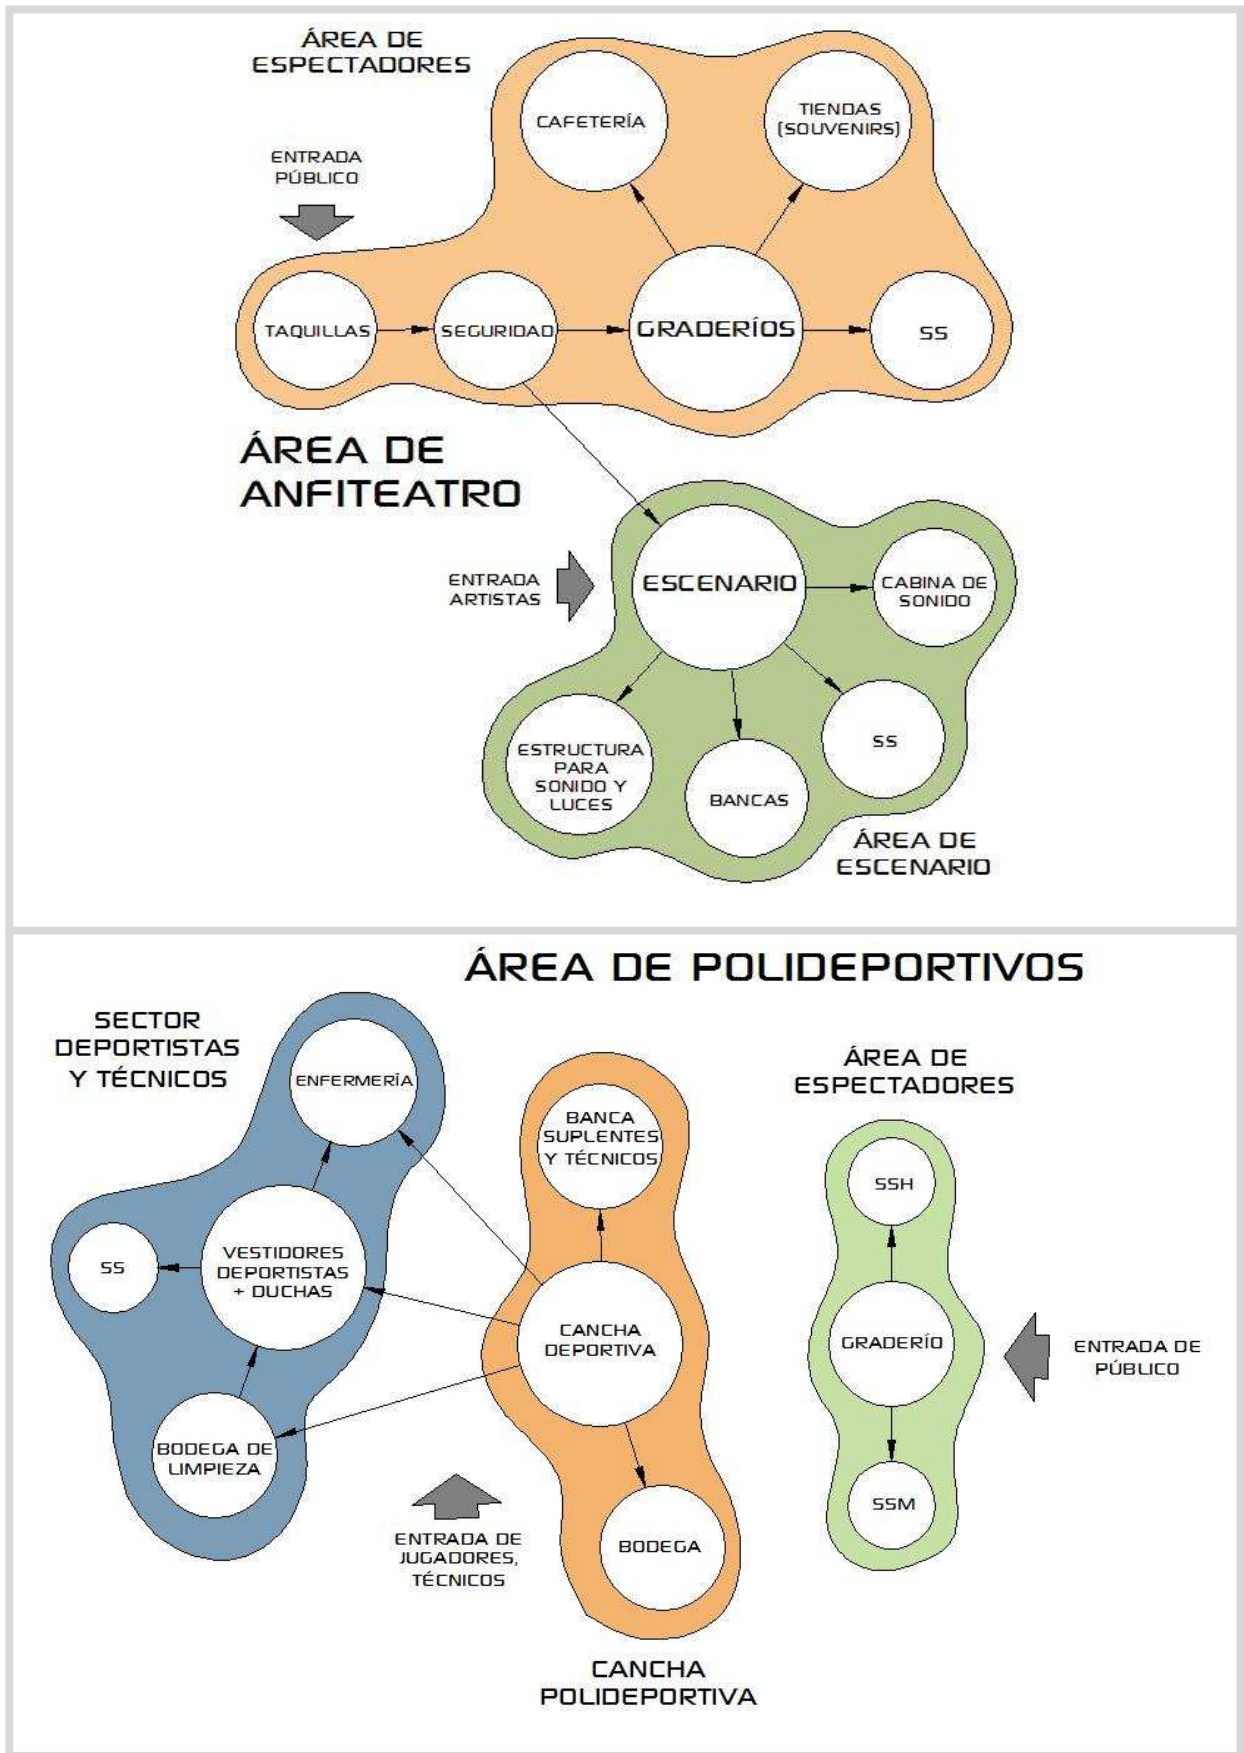 ÁREA DE
ESPECTADORES
CAFETERÍA
TIENDAS
(SOUVENIRS)
ENTRADA
PÚBLICO
TAQUILLAS
SEGURIDAD
GRADERÍOS
SS
ÁREA DE
ANFITEATRO
ENTRADA
ARTISTAS
ESCENARIO
CABINA DE
SONIDO
ESTRUCTURA
PARA
SONIDO Y
LUCES
BANCAS
SS
ÁREA DE
ESCENARIO
ÁREA DE POLIDEPORTIVOS
SECTOR
DEPORTISTAS
Y TÉCNICOS
ENFERMERÍA
SS
VESTIDORES
DEPORTISTAS
+ DUCHAS
BODEGA DE
LIMPIEZA
ENTRADA DE
JUGADORES,
TÉCNICOS
BANCA
SUPLENTES
Y TÉCNICOS
CANCHA
DEPORTIVA
BODEGA
CANCHA
POLIDEPORTIVA
ÁREA DE
ESPECTADORES
SSH
GRADERÍO
SSM
ENTRADA DE
PÚBLICO